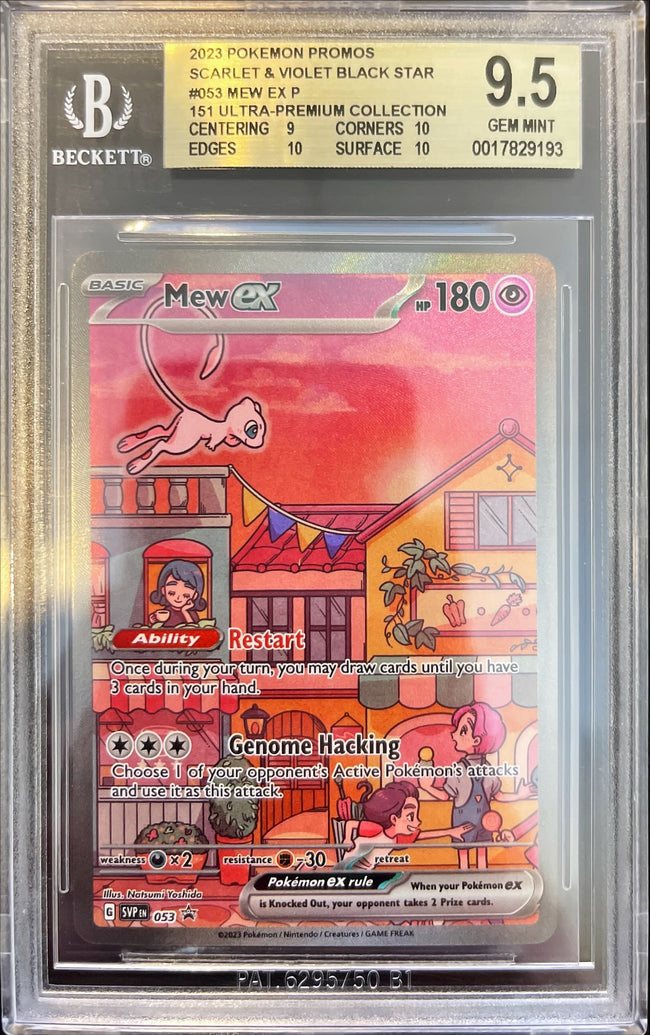 2023 POKEMON PROMOS
SCARLET & VIOLET BLACK STAR
#053 MEW EX P
151 ULTRA-PREMIUM COLLECTION
CENTERING 9 CORNERS 10
EDGES 10 SURFACE 10
9.5
GEM MINT
0017829193
B
BECKETT®
BASIC
Mew ex
HP 180
Ability Restart
Once during your turn, you may draw cards until you have
3 cards in your hand.
Genome Hacking
Choose 1 of your opponent's Active Pokémon's attacks
and use it as this attack.
weakness ×2 resistance -30 retreat
Pokémon ex rule
When your Pokémon ex
is Knocked Out, your opponent takes 2 Prize cards.
Illus. Natsumi Yoshida
G SVP EN 053
©2023 Pokémon / Nintendo / Creatures / GAME FREAK
PAT.6295750 B1